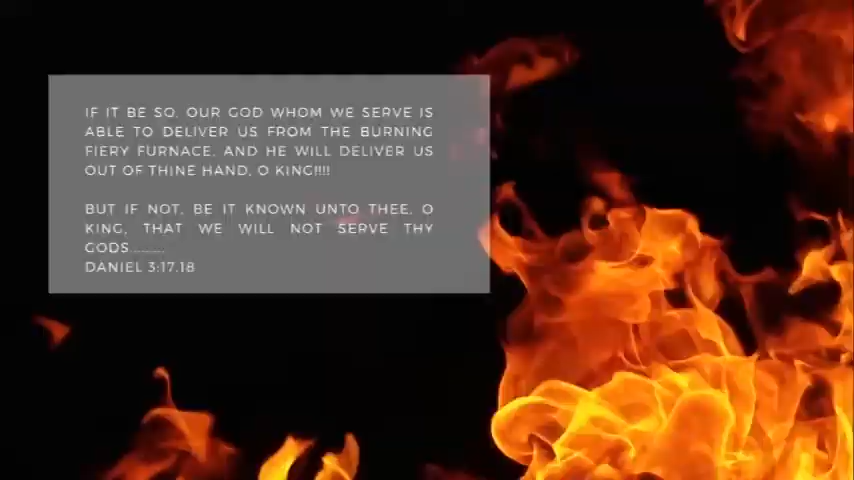 IF IT BE SO, OUR GOD WHOM WE SERVE IS
ABLE TO DELIVER US FROM THE BURNING
FIERY FURNACE, AND HE WILL DELIVER US
OUT OF THINE HAND, O KING!!!!
BUT IF NOT, BE IT KNOWN UNTO THEE, O
KING, THAT WE WILL NOT SERVE THY
GODS.........
DANIEL 3:17,18